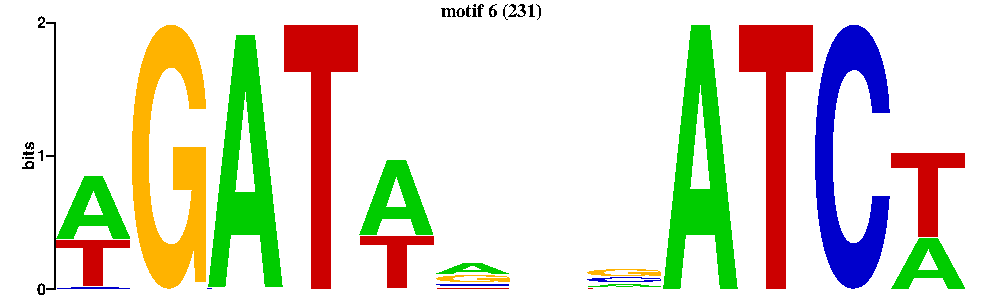 motif 6 (231)
2
bits
1
0
A G A T A A G A T C T
T T G C A